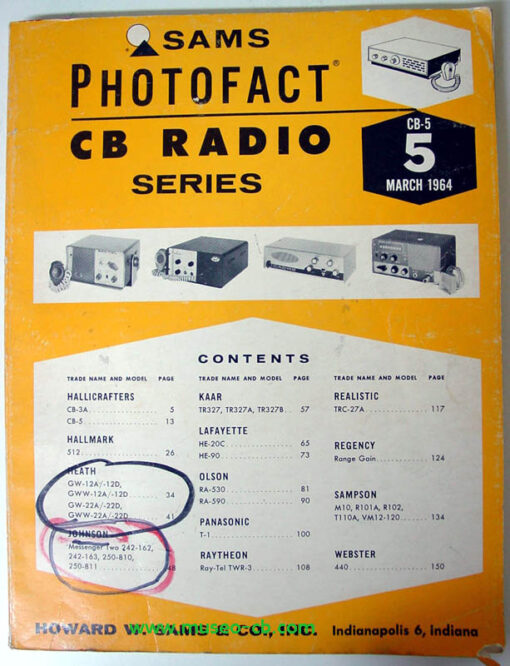 SAMS
PHOTOFACT®
CB RADIO
SERIES
CB-5
5
MARCH 1964
CONTENTS
TRADE NAME AND MODEL PAGE
HALLICRAFTERS
CB-3A 5
CB-5 13
HALLMARK
512 26
HEATH
GW-12A/-12D,
GWW-12A/-12D 34
GW-22A/-22D,
GWW-22A/-22D 41
JOHNSON
Messenger Two 242-162,
242-163, 250-810,
250-811 48
TRADE NAME AND MODEL PAGE
KAAR
TR327, TR327A, TR327B 57
LAFAYETTE
HE-20C 65
HE-90 73
OLSON
RA-530 81
RA-590 90
PANASONIC
T-1 100
RAYTHEON
Ray-Tel TWR-3 108
TRADE NAME AND MODEL PAGE
REALISTIC
TRC-27A 117
REGENCY
Range Gain 124
SAMPSON
M10, R101A, R102,
T110A, VM12-120 134
WEBSTER
440 150
HOWARD W. SAMS & CO., INC. Indianapolis 6, Indiana
www.museo-cb.com